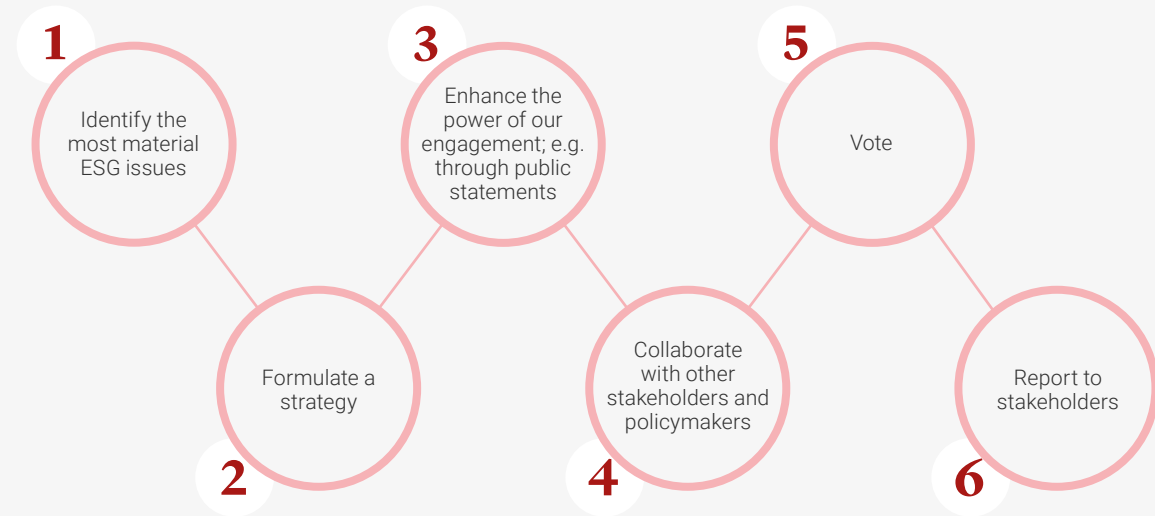 1
Identify the
most material
ESG issues
2
Formulate a
strategy
3
Enhance the
power of our
engagement; e.g.
through public
statements
4
Collaborate
with other
stakeholders and
policymakers
5
Vote
6
Report to
stakeholders